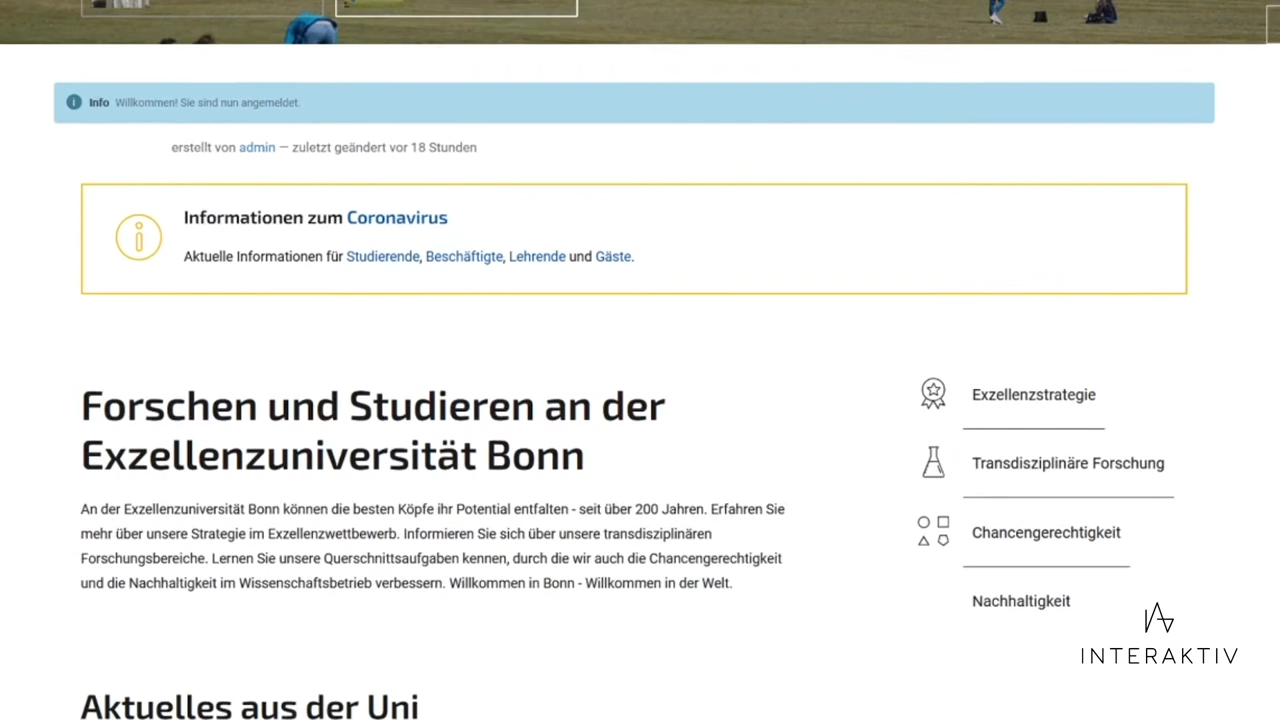 Info Willkommen! Sie sind nun angemeldet.
erstellt von admin — zuletzt geändert vor 18 Stunden
Informationen zum Coronavirus
Aktuelle Informationen für Studierende, Beschäftigte, Lehrende und Gäste.
Forschen und Studieren an der
Exzellenzuniversität Bonn
An der Exzellenzuniversität Bonn können die besten Köpfe ihr Potential entfalten - seit über 200 Jahren. Erfahren Sie
mehr über unsere Strategie im Exzellenzwettbewerb. Informieren Sie sich über unsere transdisziplinären
Forschungsbereiche. Lernen Sie unsere Querschnittsaufgaben kennen, durch die wir auch die Chancengerechtigkeit
und die Nachhaltigkeit im Wissenschaftsbetrieb verbessern. Willkommen in Bonn - Willkommen in der Welt.
Exzellenzstrategie
Transdisziplinäre Forschung
Chancengerechtigkeit
Nachhaltigkeit
INTERAKTIV
Aktuelles aus der Uni